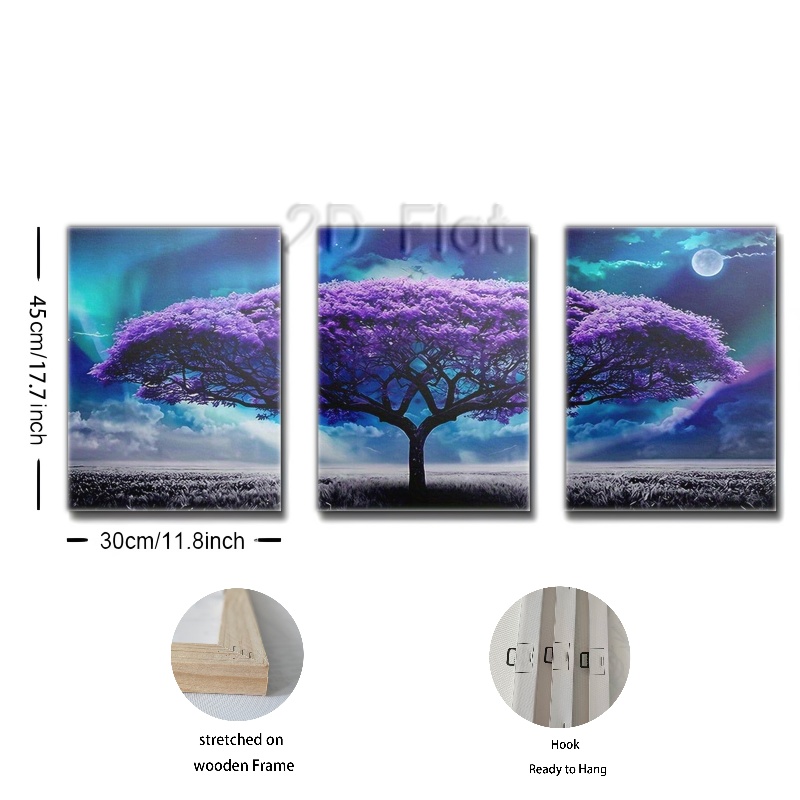 2D Flat
45cm/17.7inch
30cm/11.8inch
stretched on
wooden Frame
Hook
Ready to Hang